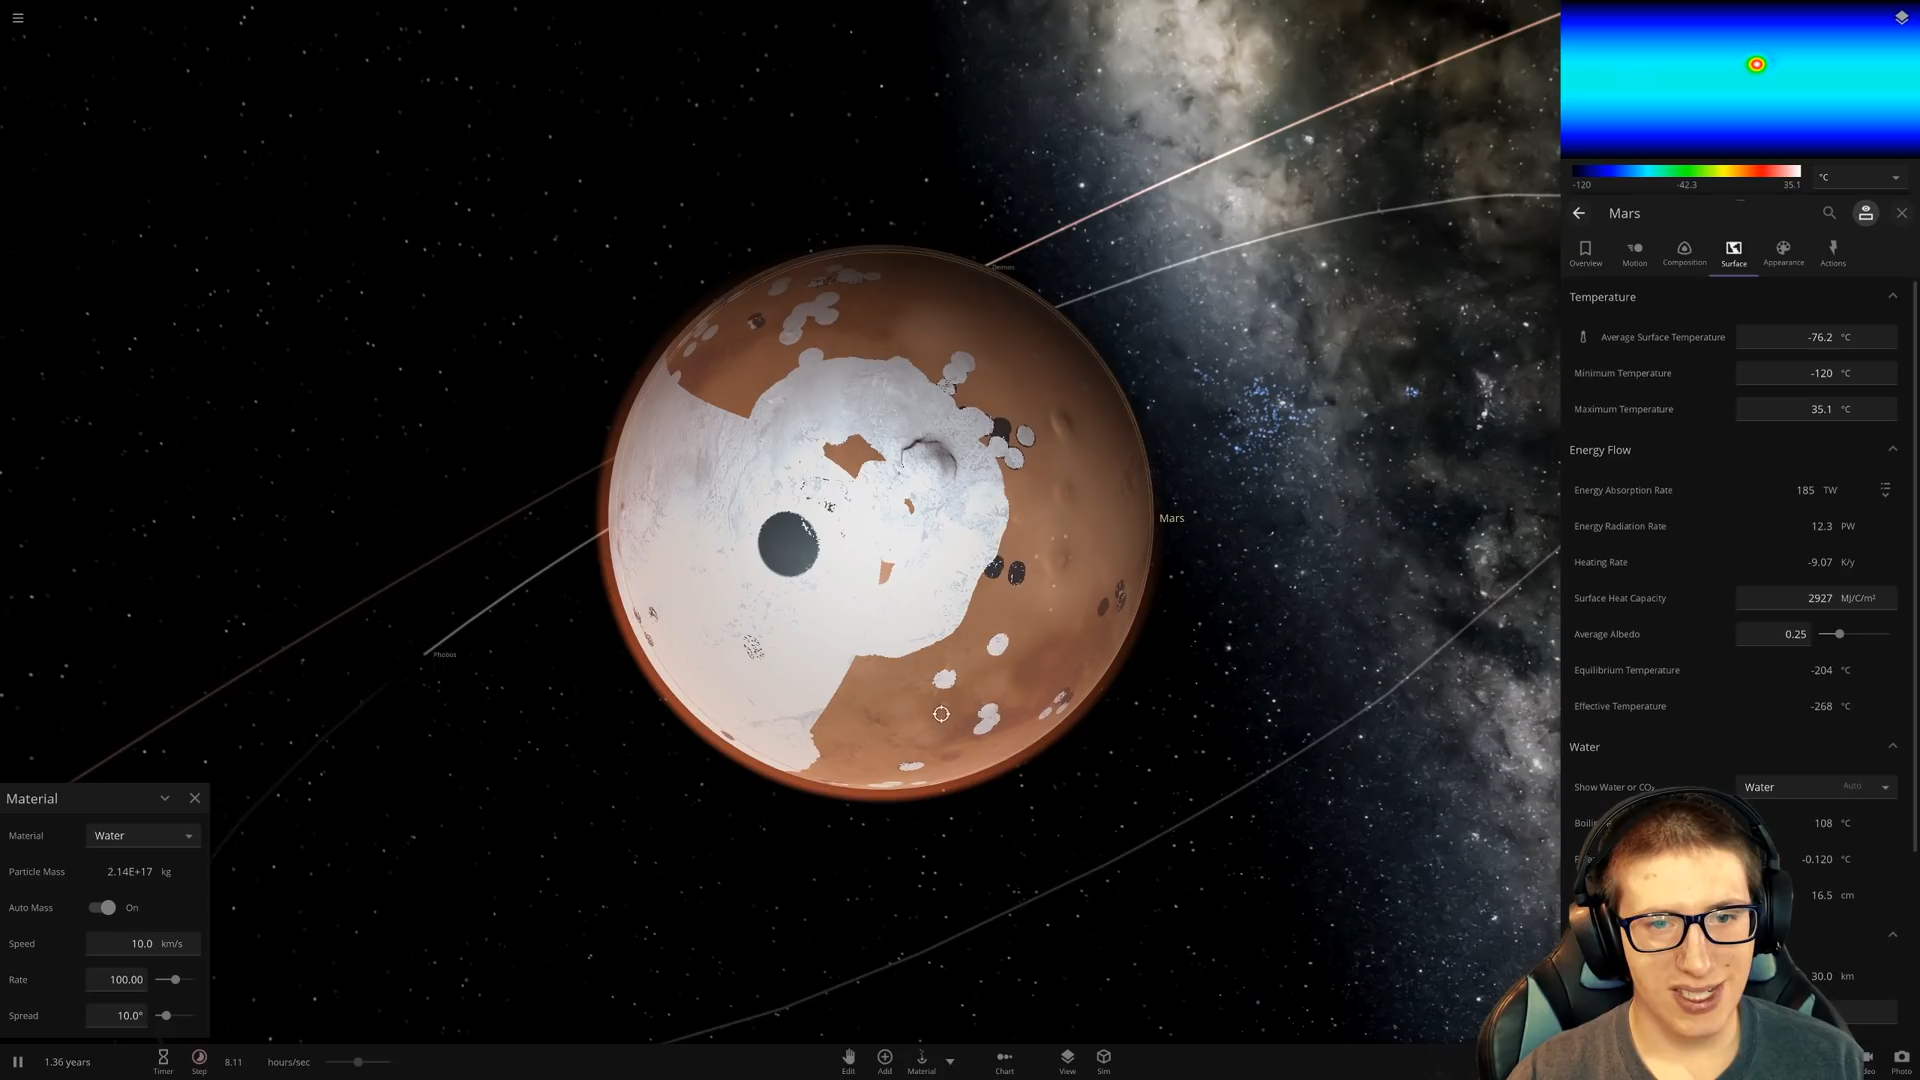 -120
-42.3
35.1
°C
Mars
Overview
Motion
Composition
Surface
Appearance
Actions
Temperature
Average Surface Temperature
-76.2 °C
Minimum Temperature
-120 °C
Maximum Temperature
35.1 °C
Energy Flow
Energy Absorption Rate
185 TW
Energy Radiation Rate
12.3 PW
Heating Rate
-9.07 K/y
Surface Heat Capacity
2927 MJ/C/m²
Average Albedo
0.25
Equilibrium Temperature
-204 °C
Effective Temperature
-268 °C
Water
Show Water or CO₂
Water Auto
108 °C
-0.120 °C
16.5 cm
30.0 km
Deimos
Mars
Phobos
Material
Material
Water
Particle Mass
2.14E+17 kg
Auto Mass
On
Speed
10.0 km/s
Rate
100.00
Spread
10.0°
1.36 years
Timer
Step
8.11 hours/sec
Edit
Add
Material
Chart
View
Sim
Photo